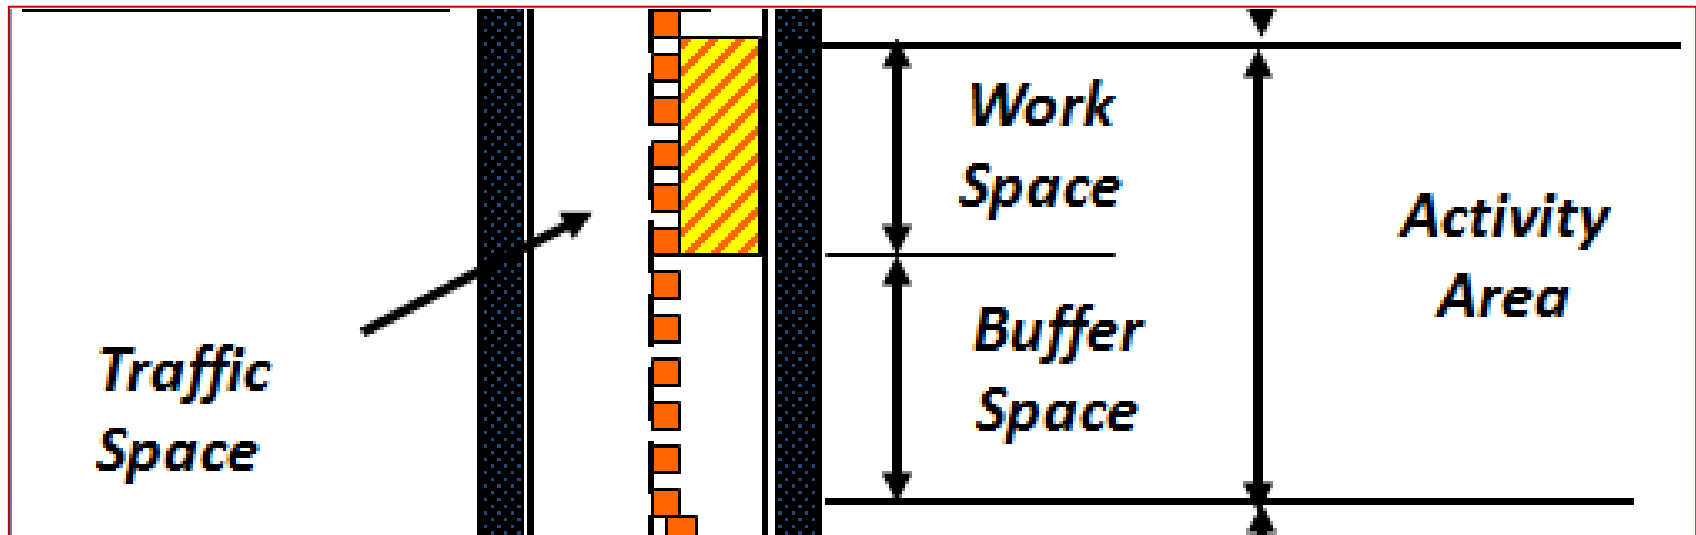 Work
Space
Activity
Area
Buffer
Space
Traffic
Space